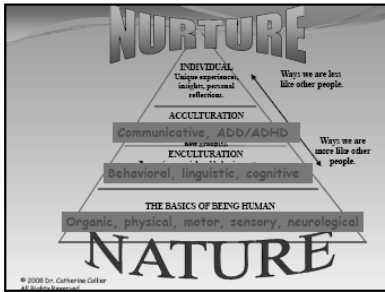 NURTURE
INDIVIDUAL
Unique experiences,
insights, personal
reflections.
Ways we are less
like other people.
ACCULTURATION
Communicative, ADD/ADHD
new group(s).
Ways we are
more like other
people.
ENCULTURATION
Behavioral, linguistic, cognitive
THE BASICS OF BEING HUMAN
Organic, physical, motor, sensory, neurological
NATURE
© 2008 Dr. Catherine Collier
All Rights Reserved